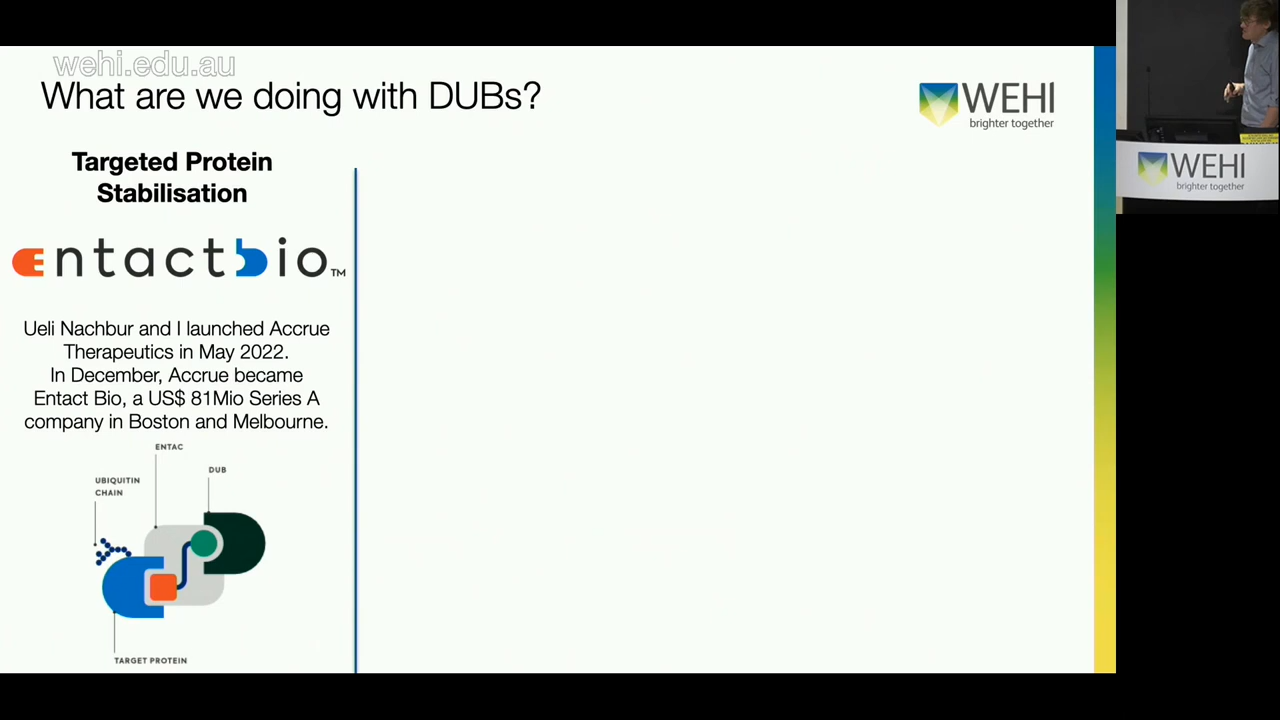 wehi.edu.au
What are we doing with DUBs?
WEHI
brighter together
Targeted Protein
Stabilisation
entactbio™
Ueli Nachbur and I launched Accrue
Therapeutics in May 2022.
In December, Accrue became
Entact Bio, a US$ 81Mio Series A
company in Boston and Melbourne.
ENTAC
DUB
UBIQUITIN
CHAIN
TARGET PROTEIN
WEHI
brighter together